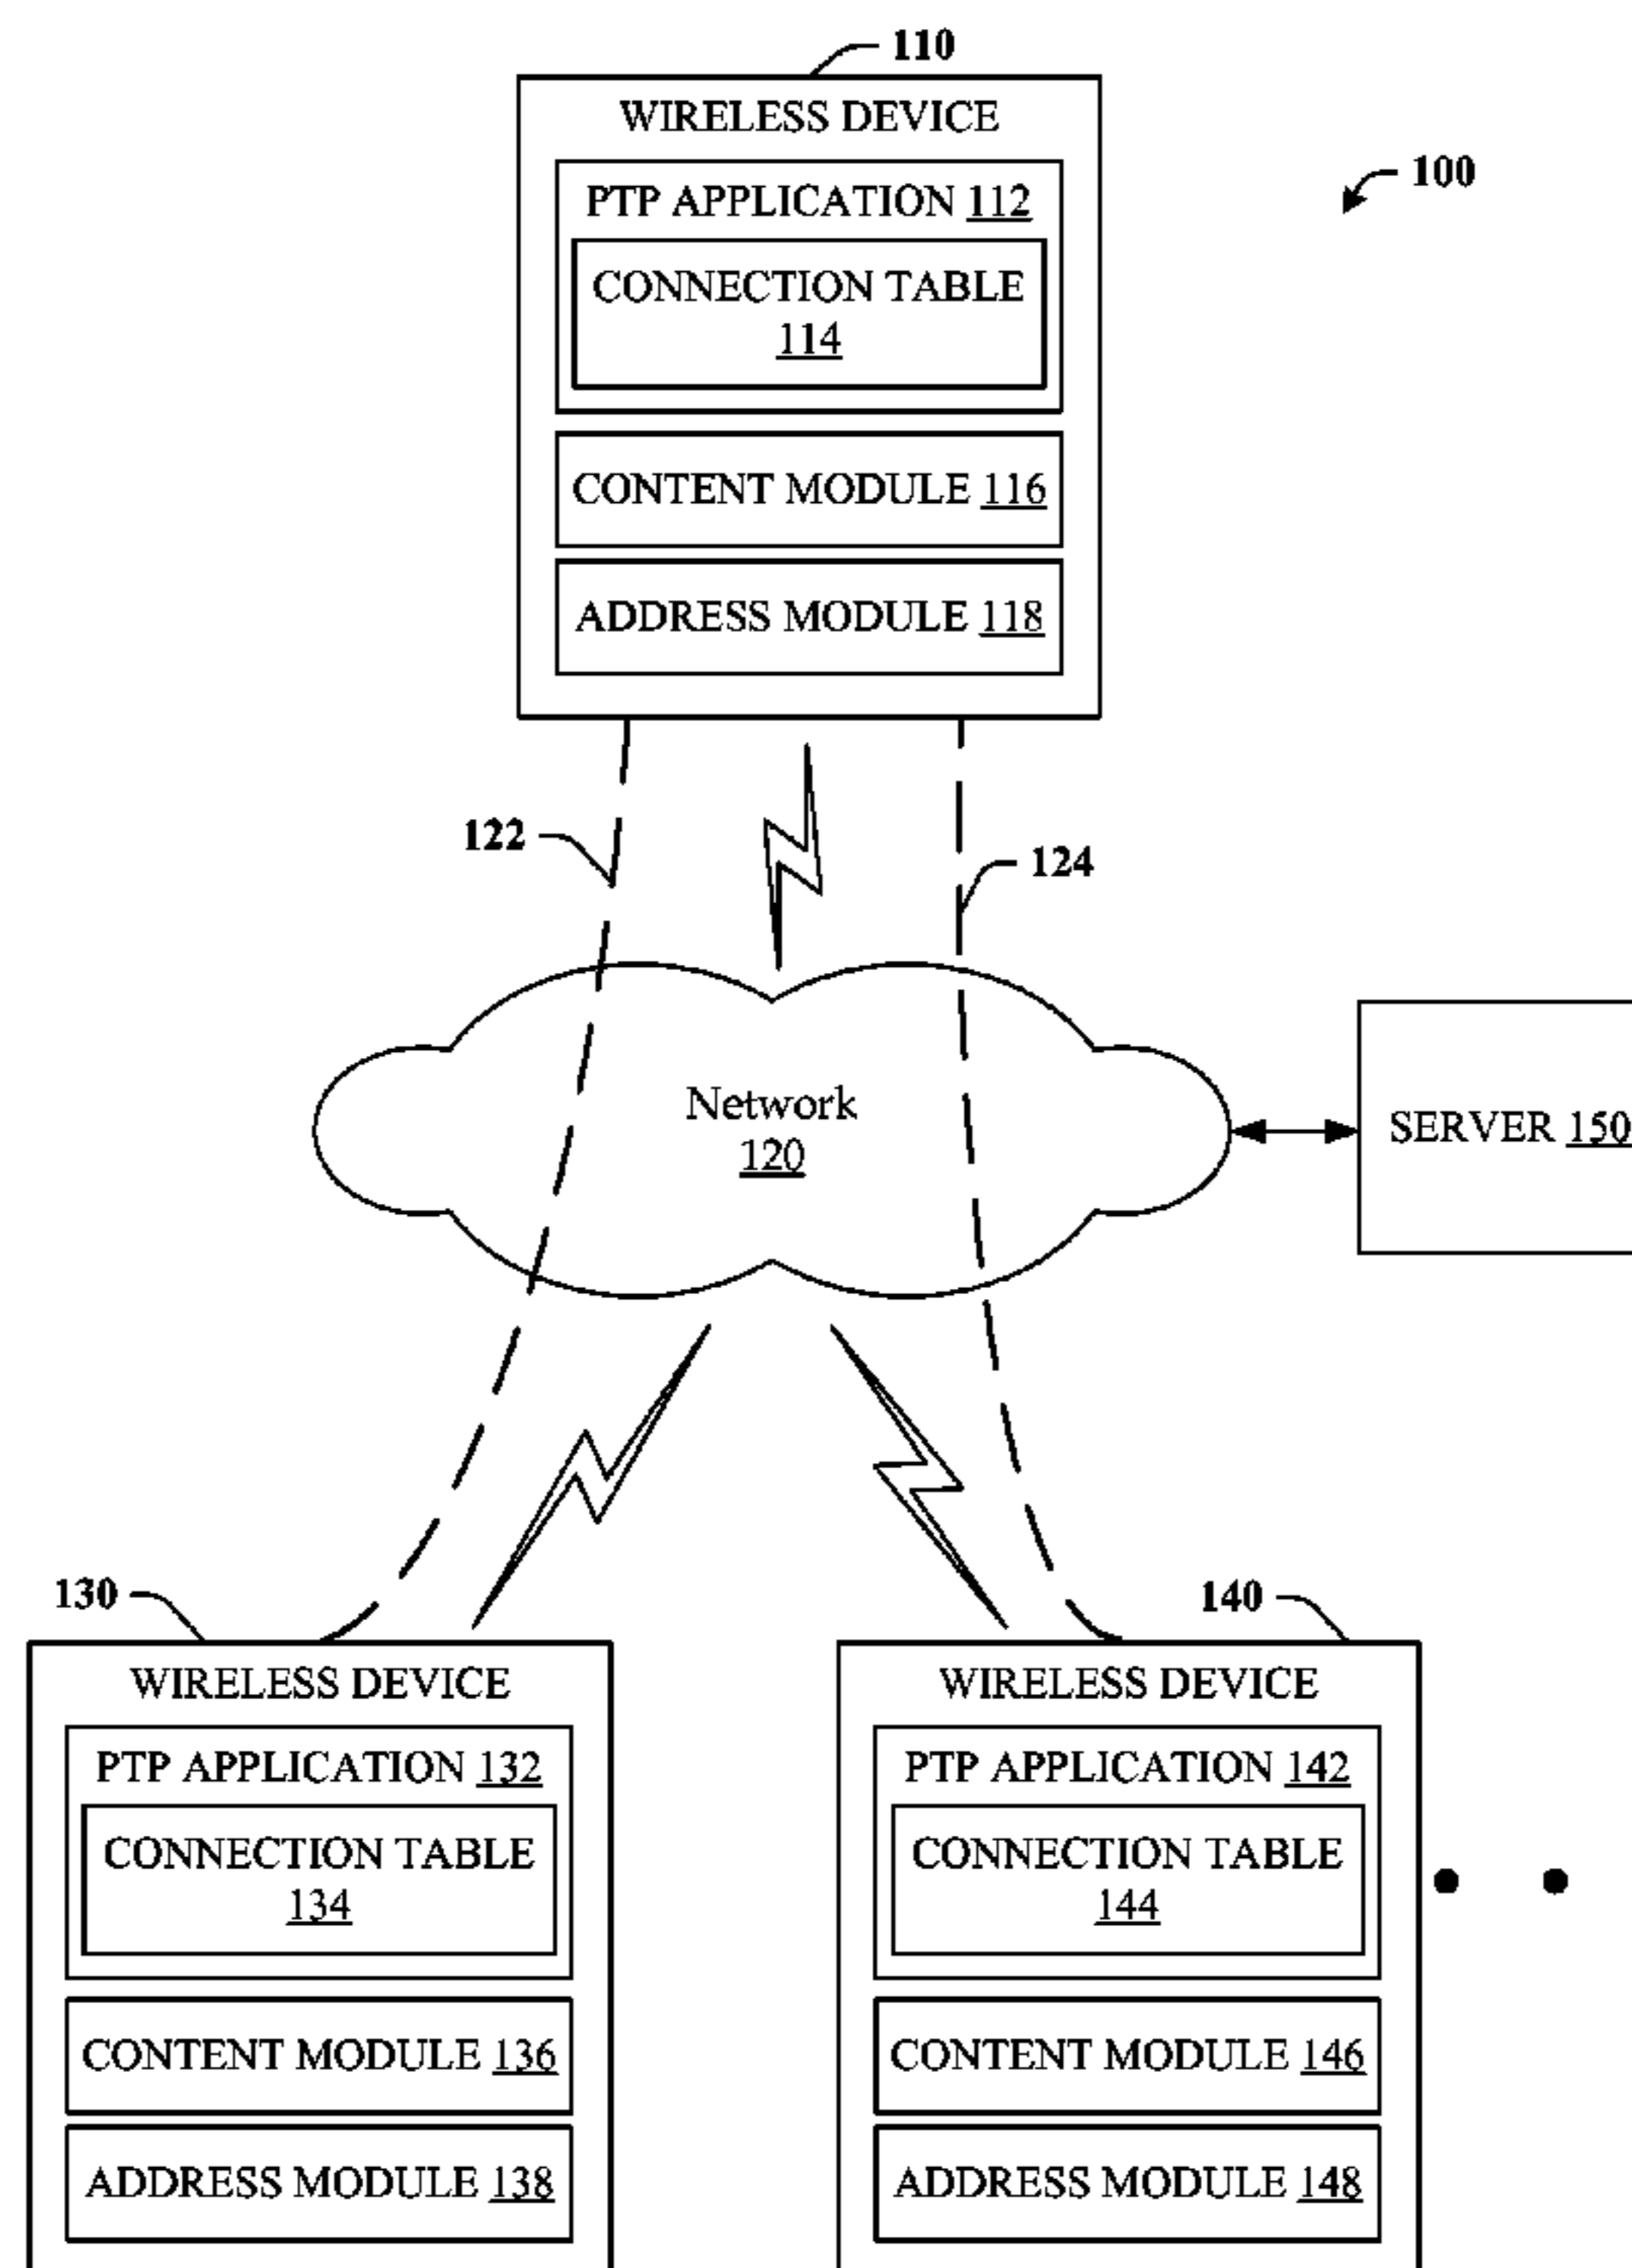 110
WIRELESS DEVICE
100
PTP APPLICATION 112
CONNECTION TABLE
114
CONTENT MODULE 116
ADDRESS MODULE 118
122
124
Network
120
SERVER 150
130
140
WIRELESS DEVICE
PTP APPLICATION 132
CONNECTION TABLE
134
CONTENT MODULE 136
ADDRESS MODULE 138
WIRELESS DEVICE
PTP APPLICATION 142
CONNECTION TABLE
144
CONTENT MODULE 146
ADDRESS MODULE 148